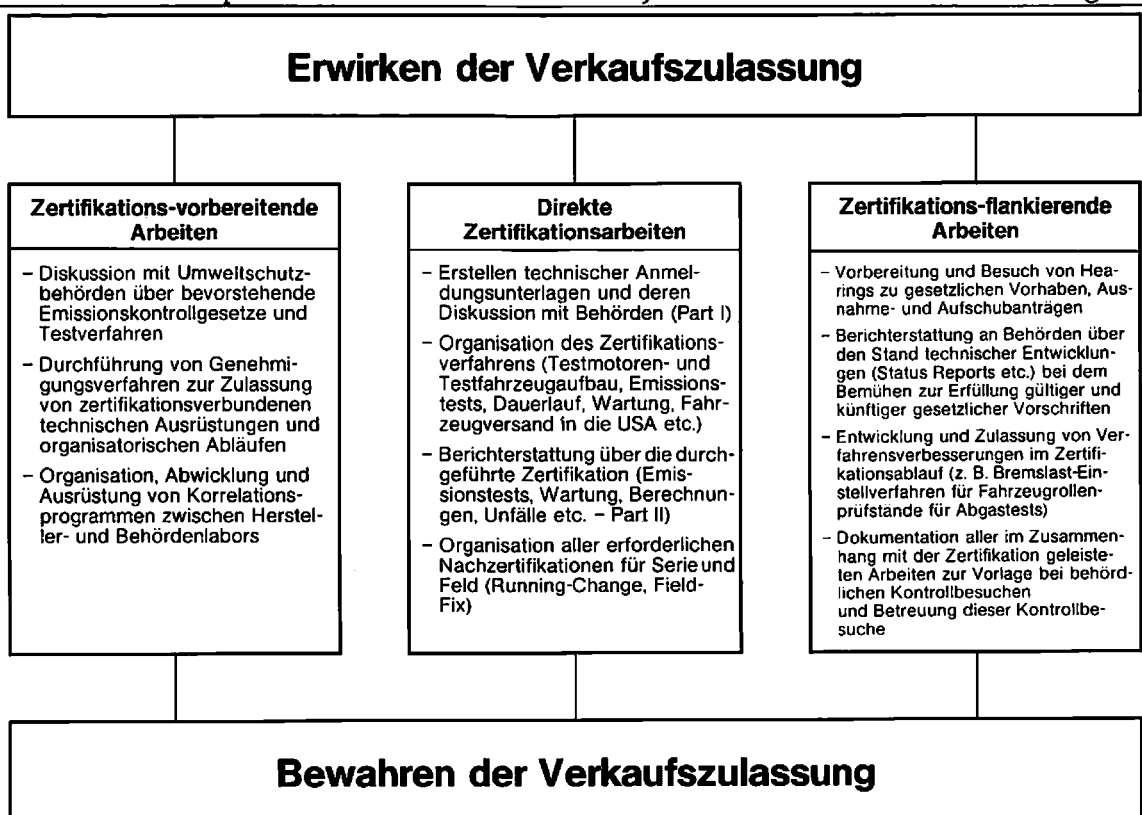 Erwirken der Verkaufszulassung
Zertifikations-vorbereitende
Arbeiten
– Diskussion mit Umweltschutz-
behörden über bevorstehende
Emissionskontrollgesetze und
Testverfahren
– Durchführung von Genehmi-
gungsverfahren zur Zulassung
von zertifikationsverbundenen
technischen Ausrüstungen und
organisatorischen Abläufen
– Organisation, Abwicklung und
Ausrüstung von Korrelations-
programmen zwischen Herstel-
ler- und Behördenlabors
Direkte
Zertifikationsarbeiten
– Erstellen technischer Anmel-
dungsunterlagen und deren
Diskussion mit Behörden (Part I)
– Organisation des Zertifikations-
verfahrens (Testmotoren- und
Testfahrzeugaufbau, Emissions-
tests, Dauerlauf, Wartung, Fahr-
zeugversand in die USA etc.)
– Berichterstattung über die durch-
geführte Zertifikation (Emis-
sionstests, Wartung, Berechnun-
gen, Unfälle etc. – Part II)
– Organisation aller erforderlichen
Nachzertifikationen für Serie und
Feld (Running-Change, Field-
Fix)
Zertifikations-flankierende
Arbeiten
– Vorbereitung und Besuch von Hea-
rings zu gesetzlichen Vorhaben, Aus-
nahme- und Aufschubanträgen
– Berichterstattung an Behörden über
den Stand technischer Entwicklun-
gen (Status Reports etc.) bei dem
Bemühen zur Erfüllung gültiger und
künftiger gesetzlicher Vorschriften
– Entwicklung und Zulassung von Ver-
fahrensverbesserungen im Zertifi-
kationsablauf (z. B. Bremslast-Ein-
stellverfahren für Fahrzeugrollen-
prüfstände für Abgastests)
– Dokumentation aller im Zusammen-
hang mit der Zertifikation geleiste-
ten Arbeiten zur Vorlage bei behörd-
lichen Kontrollbesuchen
und Betreuung dieser Kontrollbe-
suche
Bewahren der Verkaufszulassung